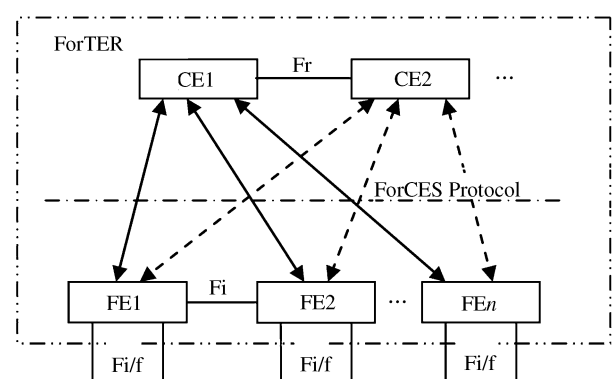 ForTER
CE1 Fr CE2 ...
ForCES Protocol
FE1 Fi FE2 ... FEn
Fi/f Fi/f Fi/f